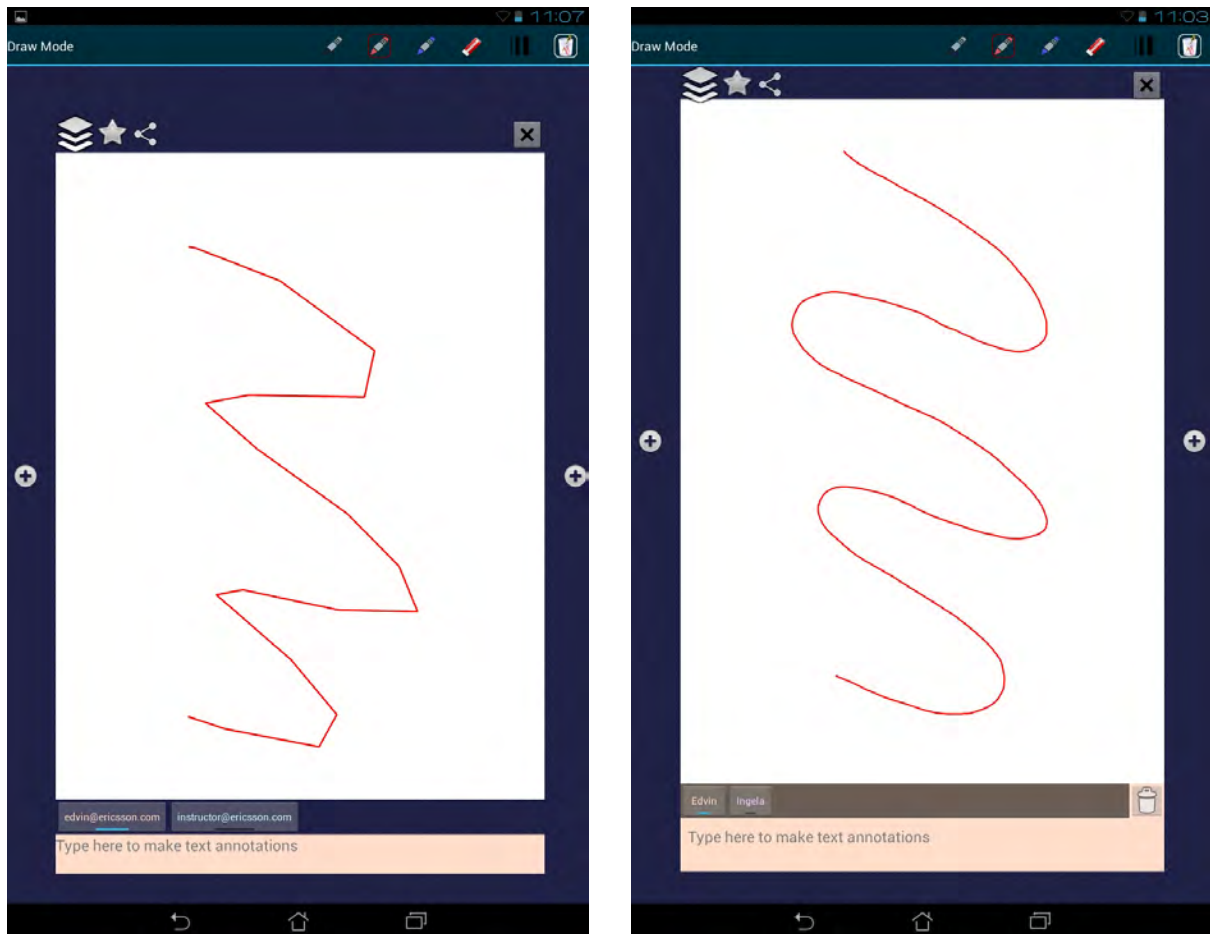 11:07
Draw Mode
edvin@ericsson.com instructor@ericsson.com
Type here to make text annotations
11:03
Draw Mode
Edvin Ingela
Type here to make text annotations